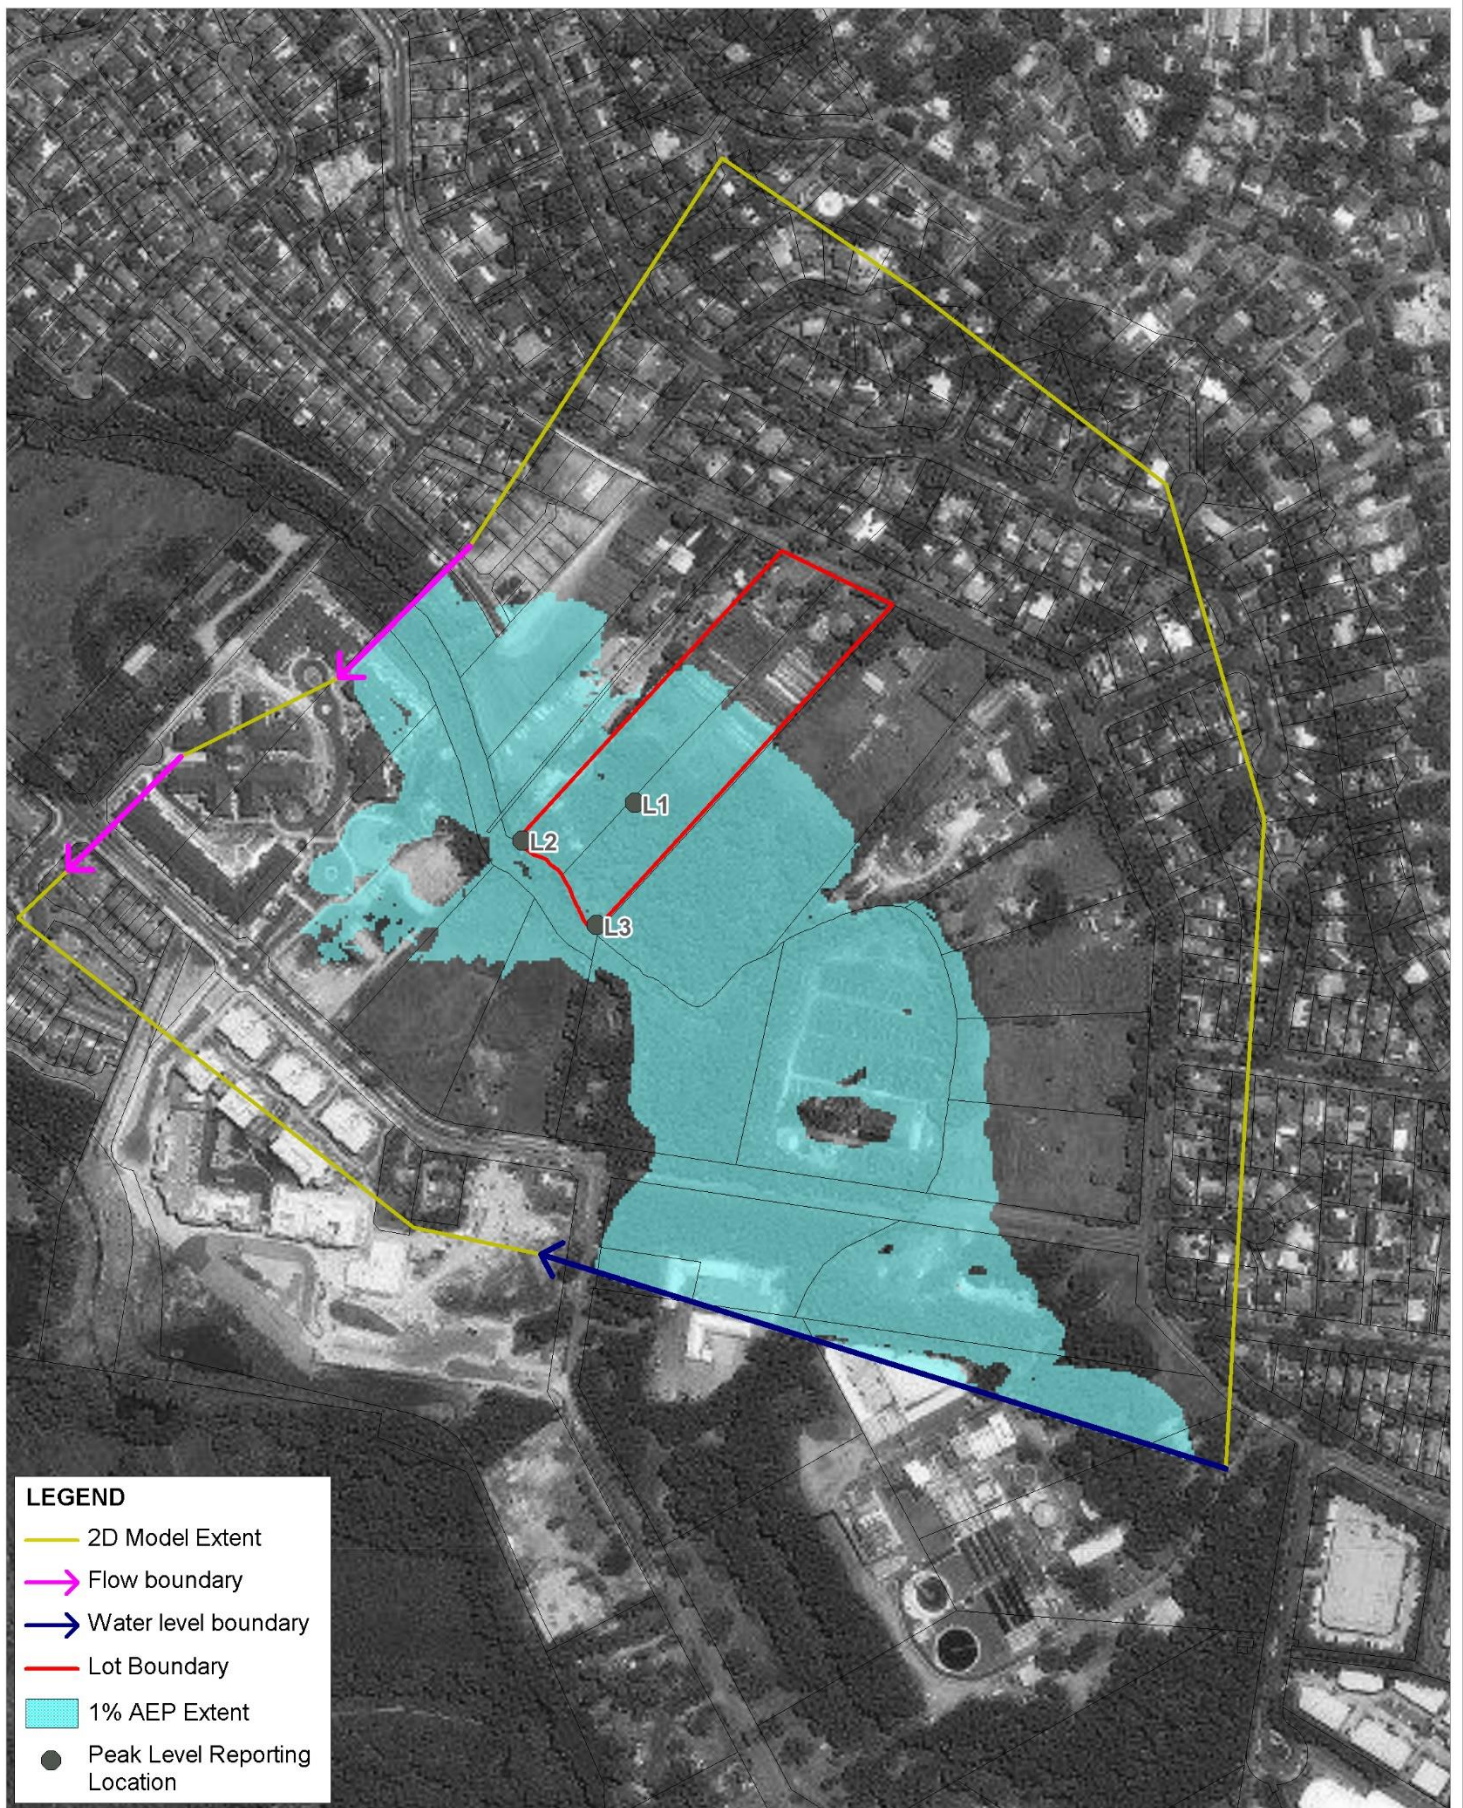 L1
L2
L3
LEGEND
2D Model Extent
Flow boundary
Water level boundary
Lot Boundary
1% AEP Extent
Peak Level Reporting
Location